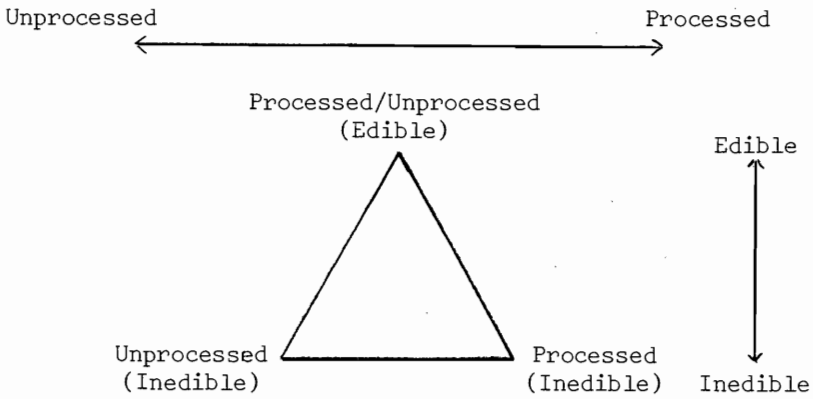 Unprocessed
Processed
Processed/Unprocessed
(Edible)
Edible
Unprocessed
(Inedible)
Processed
(Inedible)
Inedible